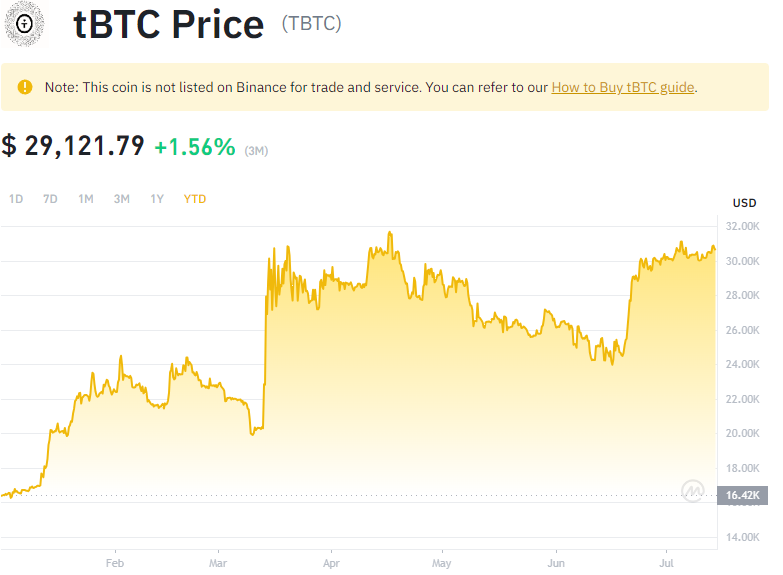 tBTC Price (TBTC)
Note: This coin is not listed on Binance for trade and service. You can refer to our How to Buy tBTC guide.
$ 29,121.79 +1.56% (3M)
1D 7D 1M 3M 1Y YTD
USD
32.00K
30.00K
28.00K
26.00K
24.00K
22.00K
20.00K
18.00K
16.42K
14.00K
Feb Mar Apr May Jun Jul